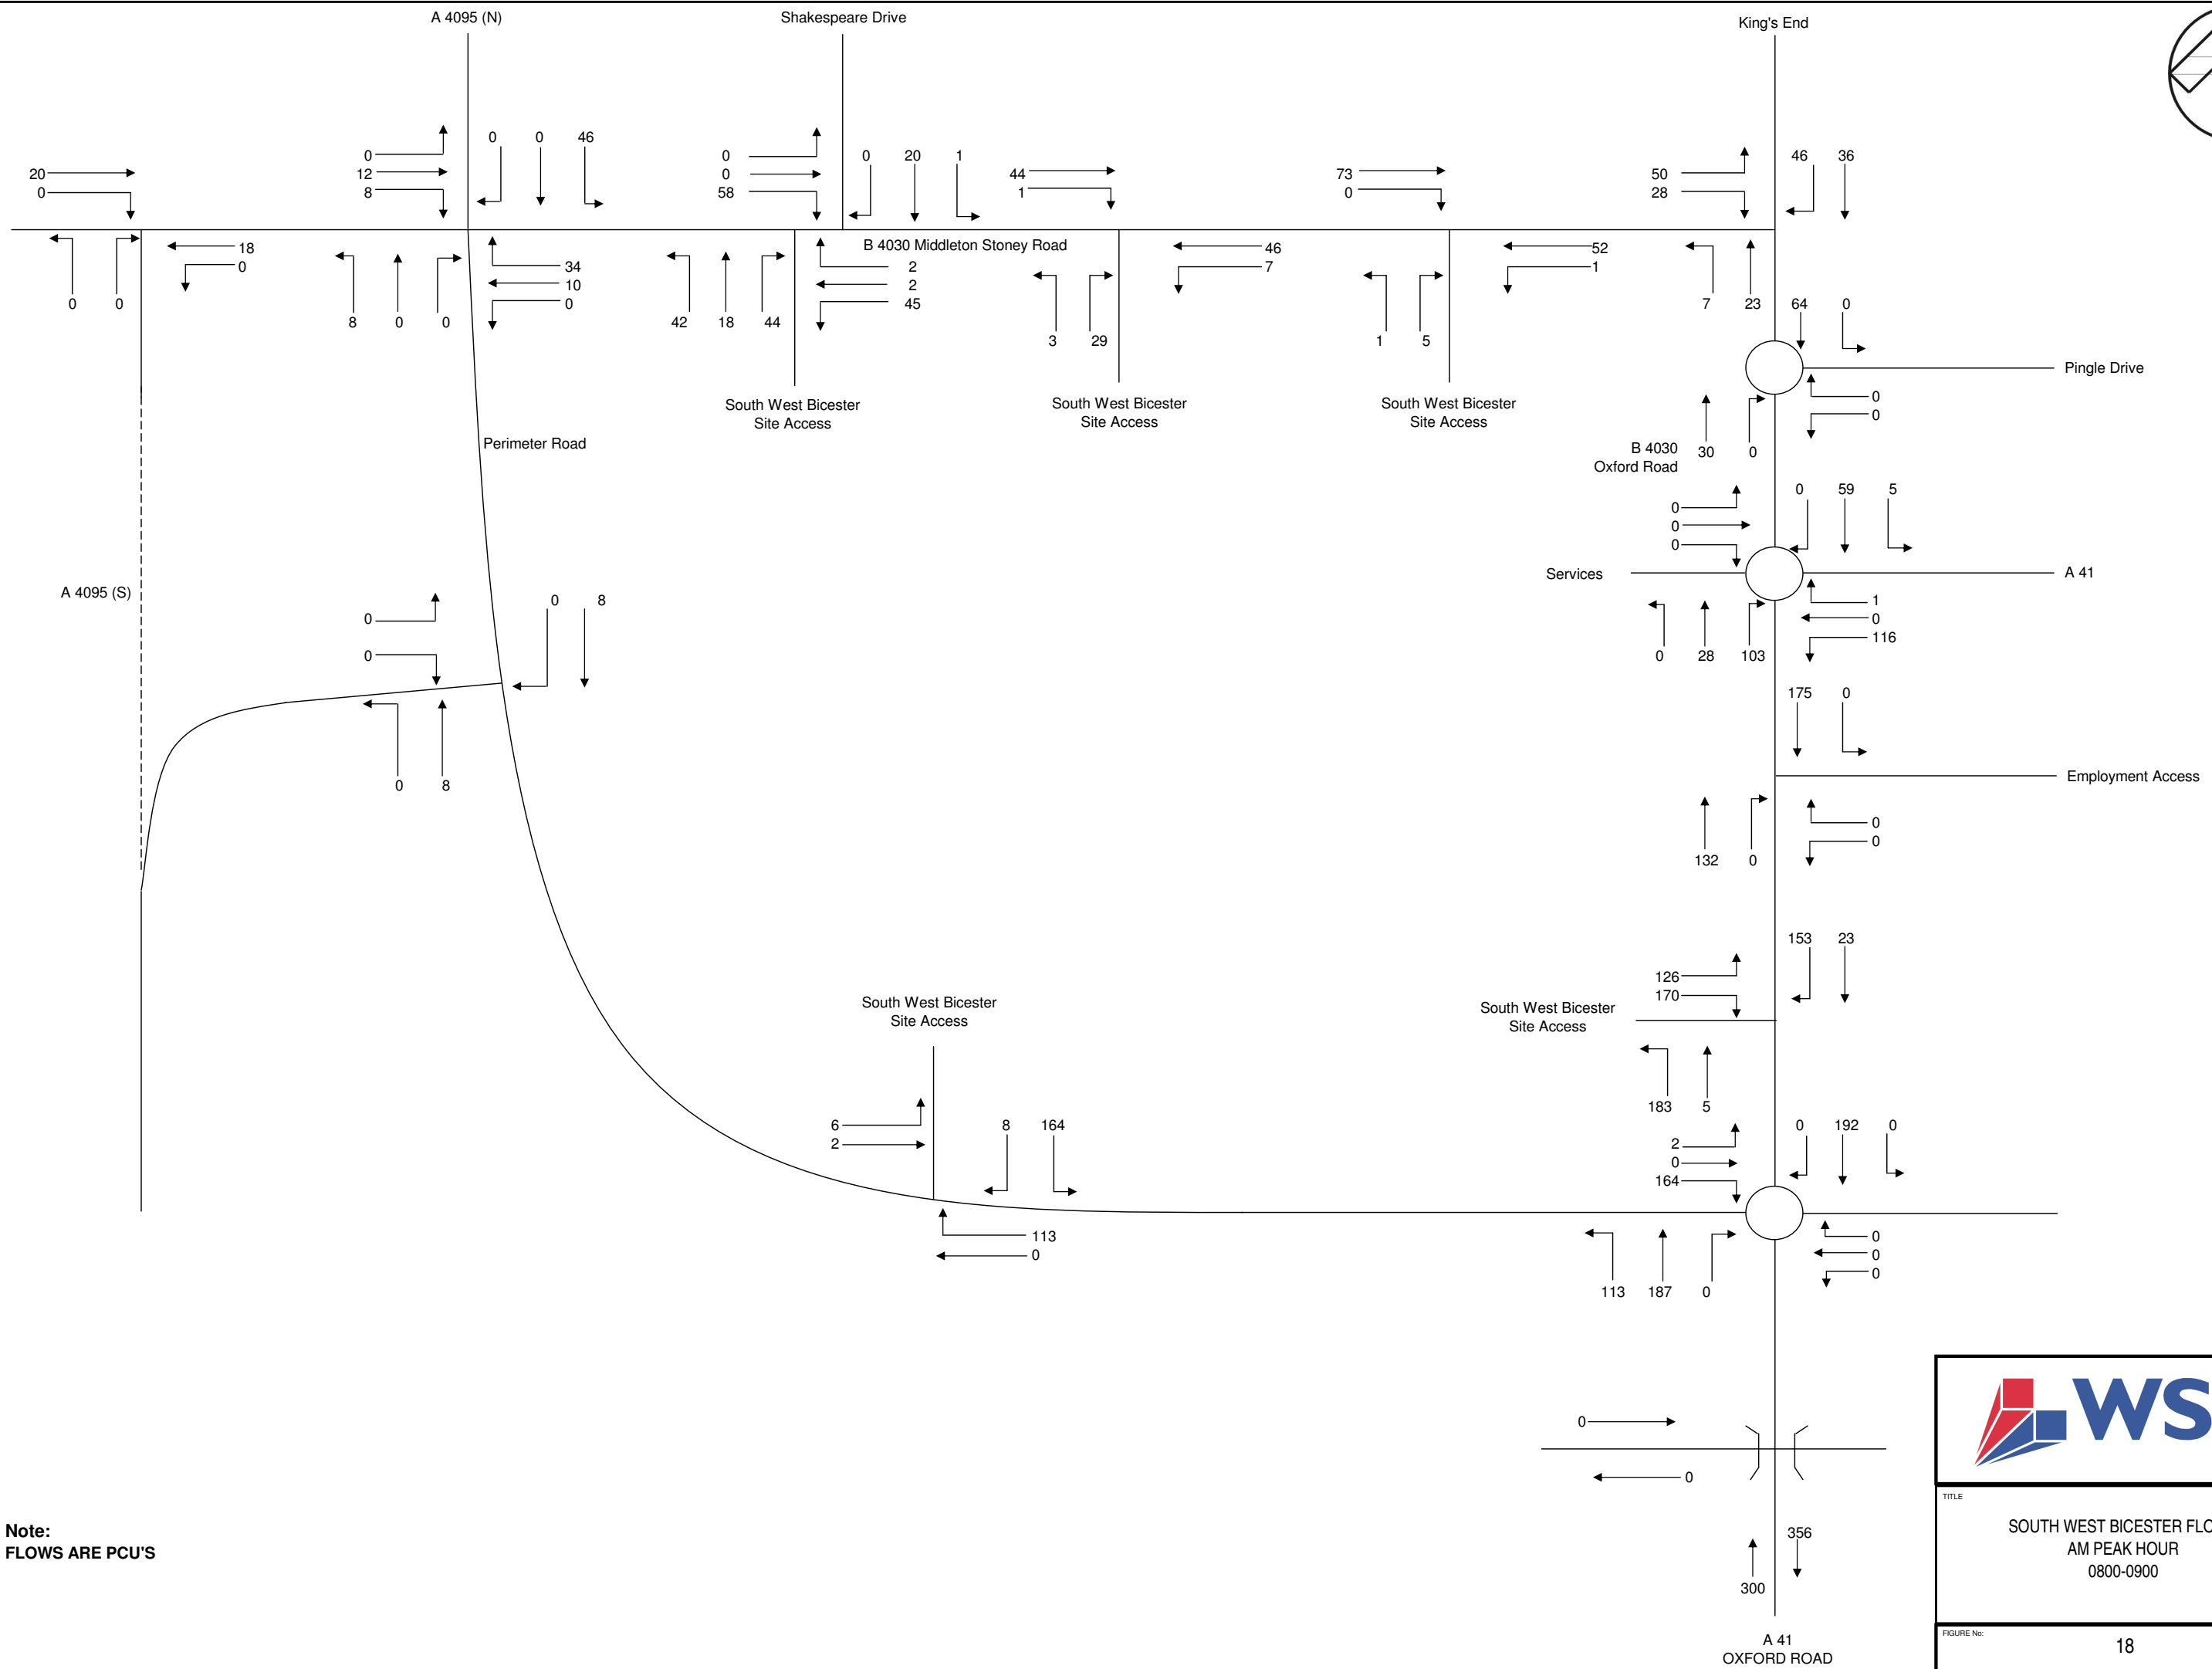 A 4095 (N)
Shakespeare Drive
King's End
0 0 46
0 20 1
46 36
20
0
0
12
8
0
0
58
44
1
73
0
50
28
B 4030 Middleton Stoney Road
18
0
34
10
0
2
2
45
46
7
52
1
0 0
8 0 0
42 18 44
3 29
1 5
7 23
64 0
Pingle Drive
South West Bicester
Site Access
South West Bicester
Site Access
South West Bicester
Site Access
0
0
Perimeter Road
B 4030
Oxford Road
30 0
0 59 5
0
0
0
Services
A 41
A 4095 (S)
0 8
0
0
1
0
116
0 28 103
175 0
0 8
Employment Access
0
0
132 0
153 23
126
170
South West Bicester
Site Access
South West Bicester
Site Access
183 5
6
2
8 164
2
0
164
0 192 0
113
0
0
0
0
113 187 0
0
0
356
300
A 41
OXFORD ROAD
Note:
FLOWS ARE PCU'S
WS
TITLE
SOUTH WEST BICESTER FLO
AM PEAK HOUR
0800-0900
FIGURE No:
18